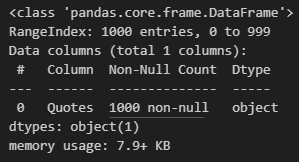 <class 'pandas.core.frame.DataFrame'>
RangeIndex: 1000 entries, 0 to 999
Data columns (total 1 columns):
 #   Column  Non-Null Count  Dtype
---  ------  --------------  -----
 0   Quotes  1000 non-null   object
dtypes: object(1)
memory usage: 7.9+ KB